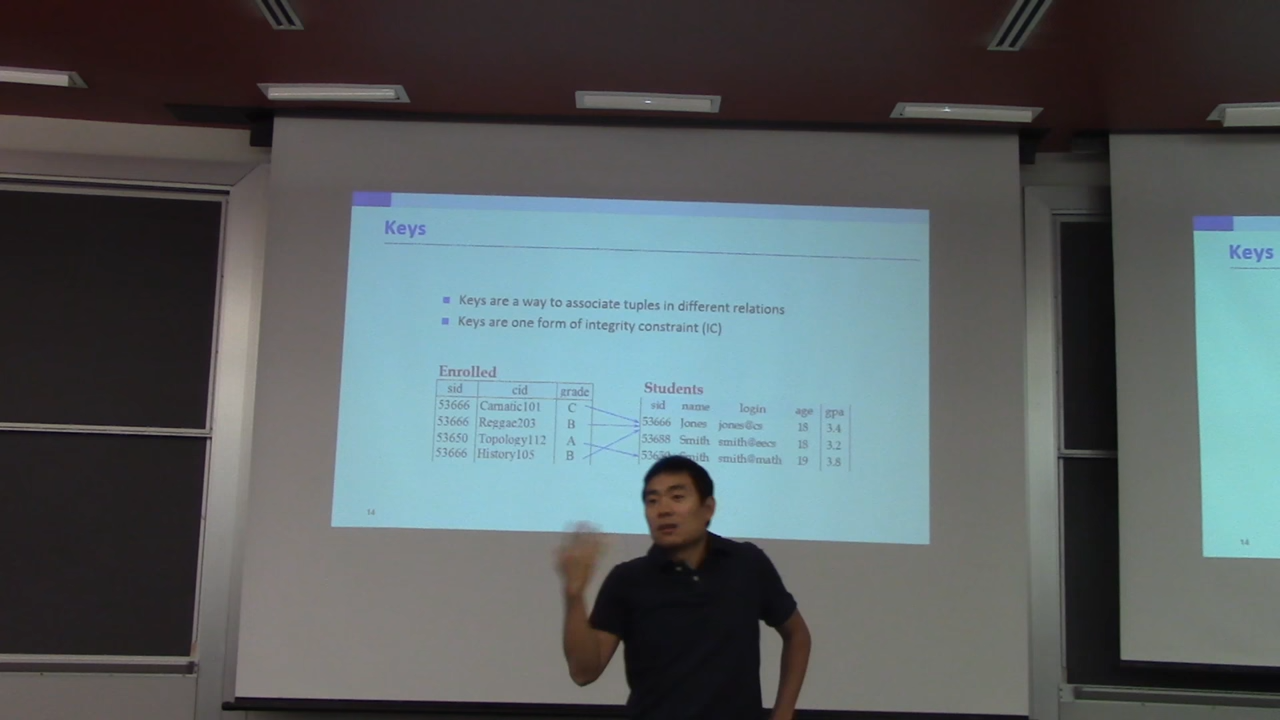 Keys
Keys are a way to associate tuples in different relations
Keys are one form of integrity constraint (IC)
Enrolled
sid cid grade
53666 Carnatic101 C
53666 Reggae203 B
53650 Topology112 A
53666 History105 B
Students
sid name login age gpa
53666 Jones jones@cs 18 3.4
53688 Smith smith@eecs 18 3.2
Smith smith@math 19 3.8
14
Keys
14